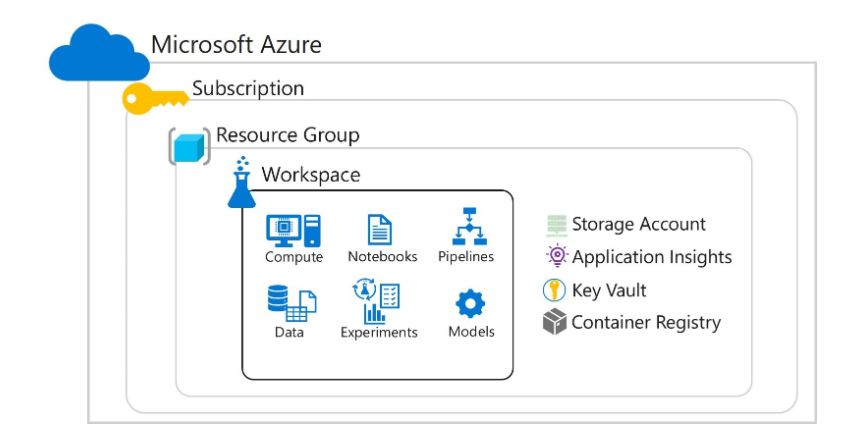 Microsoft Azure
Subscription
Resource Group
Workspace
Compute
Notebooks
Pipelines
Data
Experiments
Models
Storage Account
Application Insights
Key Vault
Container Registry